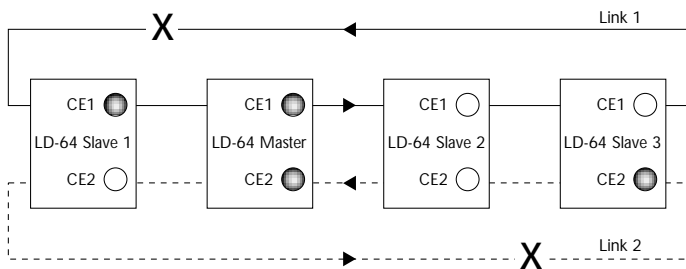 Link 1
X
CE1 CE1 CE1 CE1
LD-64 Slave 1 LD-64 Master LD-64 Slave 2 LD-64 Slave 3
CE2 CE2 CE2 CE2
Link 2
X